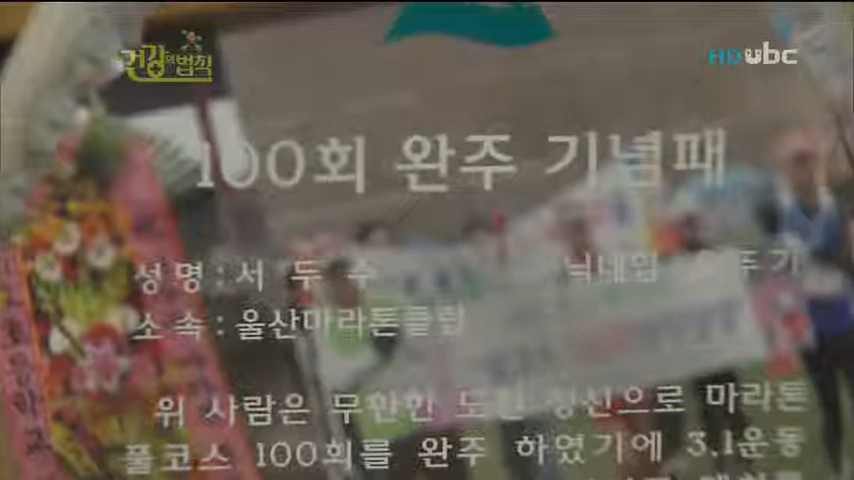 건강의 법칙
HD ubc
100회 완주 기념패
성명 : 서 두 수 닉네임
소속 : 울산마라톤클럽
위 사람은 무한한 도전 정신으로 마라톤
풀코스 100회를 완주 하였기에 3.1운동